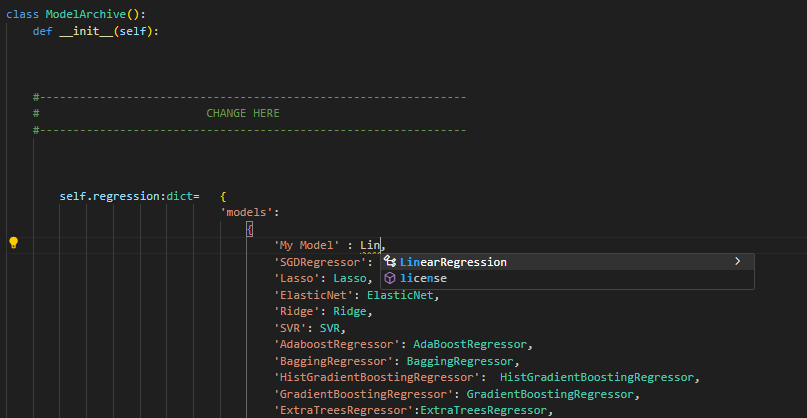 class ModelArchive():
def __init__(self):
#----------------------------------------------------------------
# CHANGE HERE
#----------------------------------------------------------------
self.regression:dict= {
'models':
{
'My Model' : Lin,
'SGDRegressor':
LinearRegression
'Lasso': Lasso,
license
'ElasticNet': ElasticNet,
'Ridge': Ridge,
'SVR': SVR,
'AdaboostRegressor': AdaBoostRegressor,
'BaggingRegressor': BaggingRegressor,
'HistGradientBoostingRegressor': HistGradientBoostingRegressor,
'GradientBoostingRegressor': GradientBoostingRegressor,
'ExtraTreesRegressor':ExtraTreesRegressor,